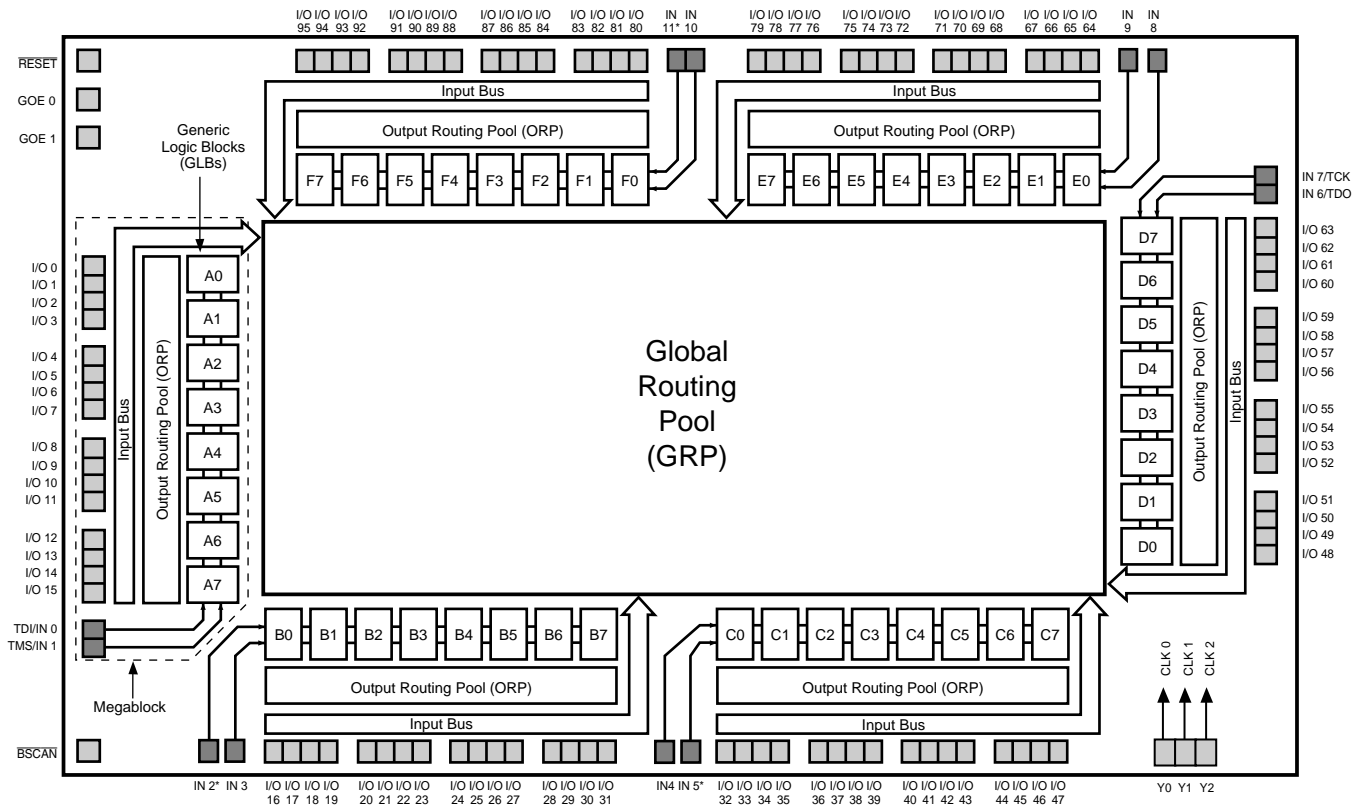 I/O I/O I/O I/O I/O I/O I/O I/O I/O I/O I/O I/O I/O I/O I/O I/O IN IN I/O I/O I/O I/O I/O I/O I/O I/O I/O I/O I/O I/O I/O I/O I/O I/O IN IN
95 94 93 92 91 90 89 88 87 86 85 84 83 82 81 80 11* 10 79 78 77 76 75 74 73 72 71 70 69 68 67 66 65 64 9 8
RESET
GOE 0
GOE 1
Input Bus
Input Bus
Output Routing Pool (ORP)
Output Routing Pool (ORP)
Generic
Logic Blocks
(GLBs)
F7 F6 F5 F4 F3 F2 F1 F0
E7 E6 E5 E4 E3 E2 E1 E0
IN 7/TCK
IN 6/TDO
I/O 0
I/O 1
I/O 2
I/O 3
I/O 4
I/O 5
I/O 6
I/O 7
I/O 8
I/O 9
I/O 10
I/O 11
I/O 12
I/O 13
I/O 14
I/O 15
TDI/IN 0
TMS/IN 1
Input Bus
Output Routing Pool (ORP)
A0
A1
A2
A3
A4
A5
A6
A7
Global
Routing
Pool
(GRP)
D7
D6
D5
D4
D3
D2
D1
D0
Output Routing Pool (ORP)
Input Bus
I/O 63
I/O 62
I/O 61
I/O 60
I/O 59
I/O 58
I/O 57
I/O 56
I/O 55
I/O 54
I/O 53
I/O 52
I/O 51
I/O 50
I/O 49
I/O 48
B0 B1 B2 B3 B4 B5 B6 B7
C0 C1 C2 C3 C4 C5 C6 C7
Output Routing Pool (ORP)
Output Routing Pool (ORP)
Input Bus
Input Bus
Megablock
CLK 0
CLK 1
CLK 2
BSCAN
Y0 Y1 Y2
IN 2* IN 3 I/O I/O I/O I/O I/O I/O I/O I/O I/O I/O I/O I/O I/O I/O I/O I/O IN4 IN 5* I/O I/O I/O I/O I/O I/O I/O I/O I/O I/O I/O I/O I/O I/O I/O I/O
16 17 18 19 20 21 22 23 24 25 26 27 28 29 30 31 32 33 34 35 36 37 38 39 40 41 42 43 44 45 46 47